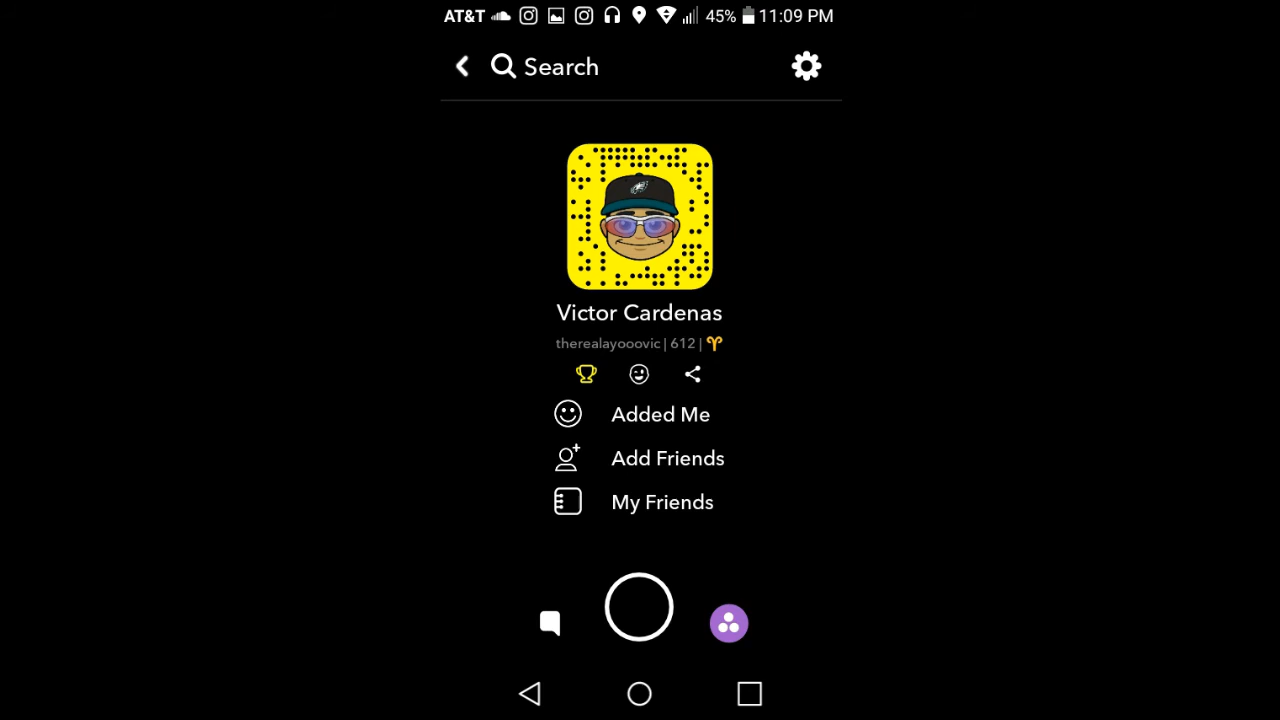 AT&T 45% 11:09 PM
Search
Victor Cardenas
therealayooovic | 612 | ♈
Added Me
Add Friends
My Friends